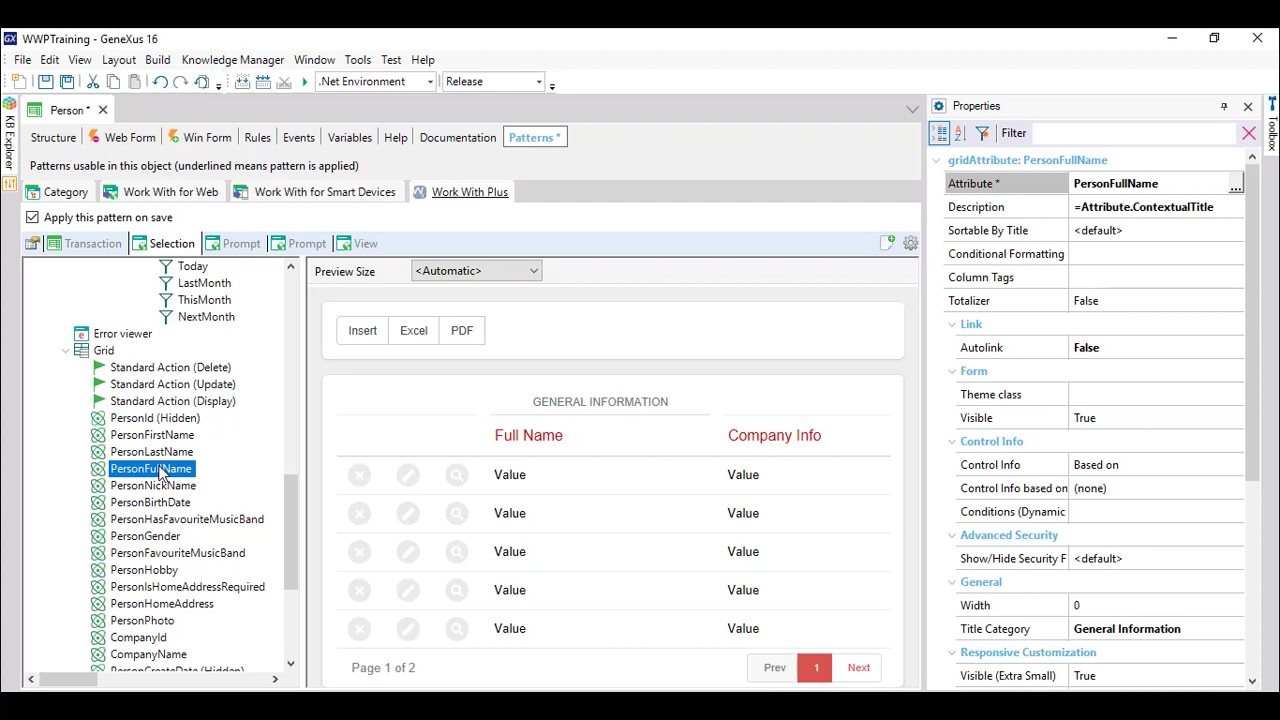 WWPTraining - GeneXus 16
File Edit View Layout Build Knowledge Manager Window Tools Test Help
.Net Environment Release
Person *
Structure Web Form Win Form Rules Events Variables Help Documentation Patterns *
Patterns usable in this object (underlined means pattern is applied)
Category Work With for Web Work With for Smart Devices Work With Plus
Apply this pattern on save
Transaction Selection Prompt Prompt View
KB Explorer
Today
LastMonth
ThisMonth
NextMonth
Error viewer
Grid
Standard Action (Delete)
Standard Action (Update)
Standard Action (Display)
PersonId (Hidden)
PersonFirstName
PersonLastName
PersonFullName
PersonNickName
PersonBirthDate
PersonHasFavouriteMusicBand
PersonGender
PersonFavouriteMusicBand
PersonHobby
PersonIsHomeAddressRequired
PersonHomeAddress
PersonPhoto
CompanyId
CompanyName
PersonCreateDate (Hidden)
Preview Size <Automatic>
Insert Excel PDF
GENERAL INFORMATION
Full Name Company Info
Value Value
Value Value
Value Value
Value Value
Value Value
Page 1 of 2 Prev 1 Next
Properties
Filter
gridAttribute: PersonFullName
Attribute * PersonFullName ...
Description =Attribute.ContextualTitle
Sortable By Title <default>
Conditional Formatting
Column Tags
Totalizer False
Link
Autolink False
Form
Theme class
Visible True
Control Info
Control Info Based on
Control Info based on (none)
Conditions (Dynamic
Advanced Security
Show/Hide Security F <default>
General
Width 0
Title Category General Information
Responsive Customization
Visible (Extra Small) True
Toolbox